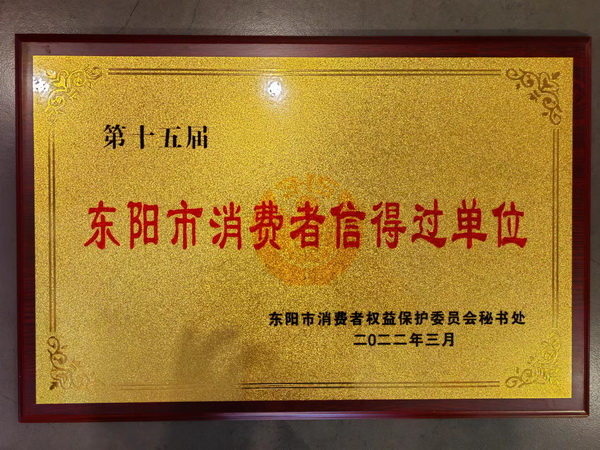 第十五届
东阳市消费者信得过单位
东阳市消费者权益保护委员会秘书处
二〇二二年三月